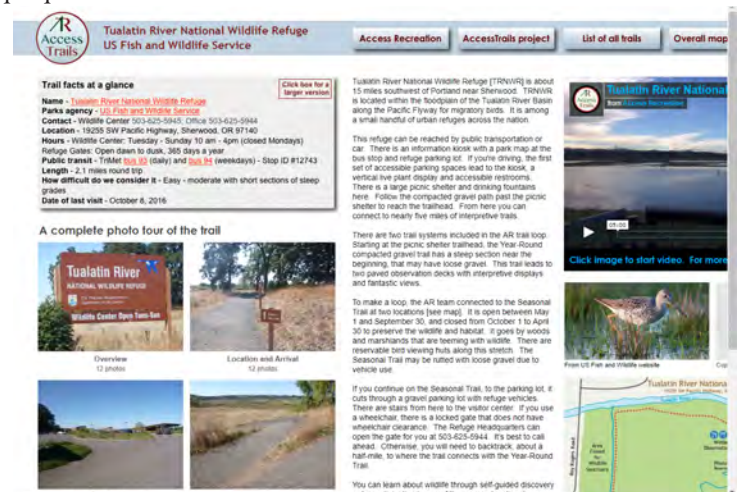 Access
Trails
Tualatin River National Wildlife Refuge
US Fish and Wildlife Service
Access Recreation
AccessTrails project
List of all trails
Overall map
Trail facts at a glance
Click box for a
larger version
Name - Tualatin River National Wildlife Refuge
Parks agency - US Fish and Wildlife Service
Contact - Wildlife Center 503-625-5945, Office 503-625-5944
Location - 19255 SW Pacific Highway, Sherwood, OR 97140
Hours - Wildlife Center: Tuesday - Sunday 10 am - 4pm (closed Mondays)
Refuge Gates: Open dawn to dusk, 365 days a year
Public transit - TriMet bus 93 (daily) and bus 94 (weekdays) - Stop ID #12743
Length - 2.1 miles round trip
How difficult do we consider it - Easy - moderate with short sections of steep
grades
Date of last visit - October 8, 2016
A complete photo tour of the trail
Tualatin River
NATIONAL WILDLIFE REFUGE
Wildlife Center Open Tues-Sun
Overview
12 photos
Location and Arrival
12 photos
Tualatin River National Wildlife Refuge [TRNWR] is about
15 miles southwest of Portland near Sherwood. TRNWR
is located within the floodplain of the Tualatin River Basin
along the Pacific Flyway for migratory birds. It is among
a small handful of urban refuges across the nation.
This refuge can be reached by public transportation or
car. There is an information kiosk with a park map at the
bus stop and refuge parking lot. If you're driving, the first
set of accessible parking spaces lead to the kiosk, a
vertical live plant display and accessible restrooms.
There is a large picnic shelter and drinking fountains
here. Follow the compacted gravel path past the picnic
shelter to reach the trailhead. From here you can
connect to nearly five miles of interpretive trails.
There are two trail systems included in the AR trail loop.
Starting at the picnic shelter trailhead, the Year-Round
compacted gravel trail has a steep section near the
beginning, that may have loose gravel. This trail leads to
two paved observation decks with interpretive displays
and fantastic views.
To make a loop, the AR team connected to the Seasonal
Trail at two locations [see map]. It is open between May
1 and September 30, and closed from October 1 to April
30 to preserve the wildlife and habitat. It goes by woods
and marshlands that are teeming with wildlife. There are
reservable bird viewing huts along this stretch. The
Seasonal Trail may be rutted with loose gravel due to
vehicle use.
If you continue on the Seasonal Trail, to the parking lot, it
cuts through a gravel parking lot with refuge vehicles.
There are stairs from here to the visitor center. If you use
a wheelchair, there is a locked gate that does not have
wheelchair clearance. The Refuge Headquarters can
open the gate for you at 503-625-5944. It's best to call
ahead. Otherwise, you will need to backtrack, about a
half-mile, to where the trail connects with the Year-Round
Trail.
You can learn about wildlife through self-guided discovery
Tualatin River Nation
from Access Recreation
Click image to start video. For more
From US Fish and Wildlife website
Tualatin River Nationa
Area
Closed
for
Wildlife